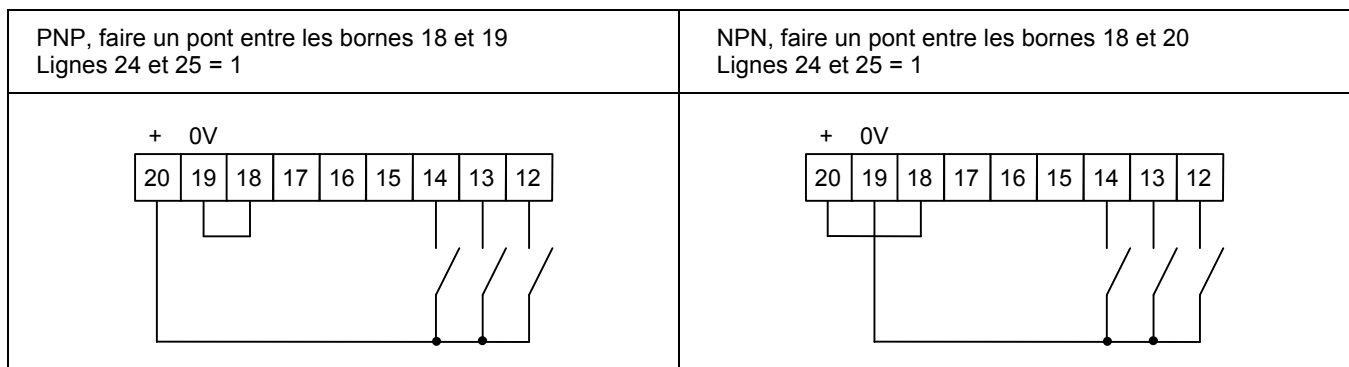 PNP, faire un pont entre les bornes 18 et 19
Lignes 24 et 25 = 1
NPN, faire un pont entre les bornes 18 et 20
Lignes 24 et 25 = 1
+ 0V
20 19 18 17 16 15 14 13 12
+ 0V
20 19 18 17 16 15 14 13 12